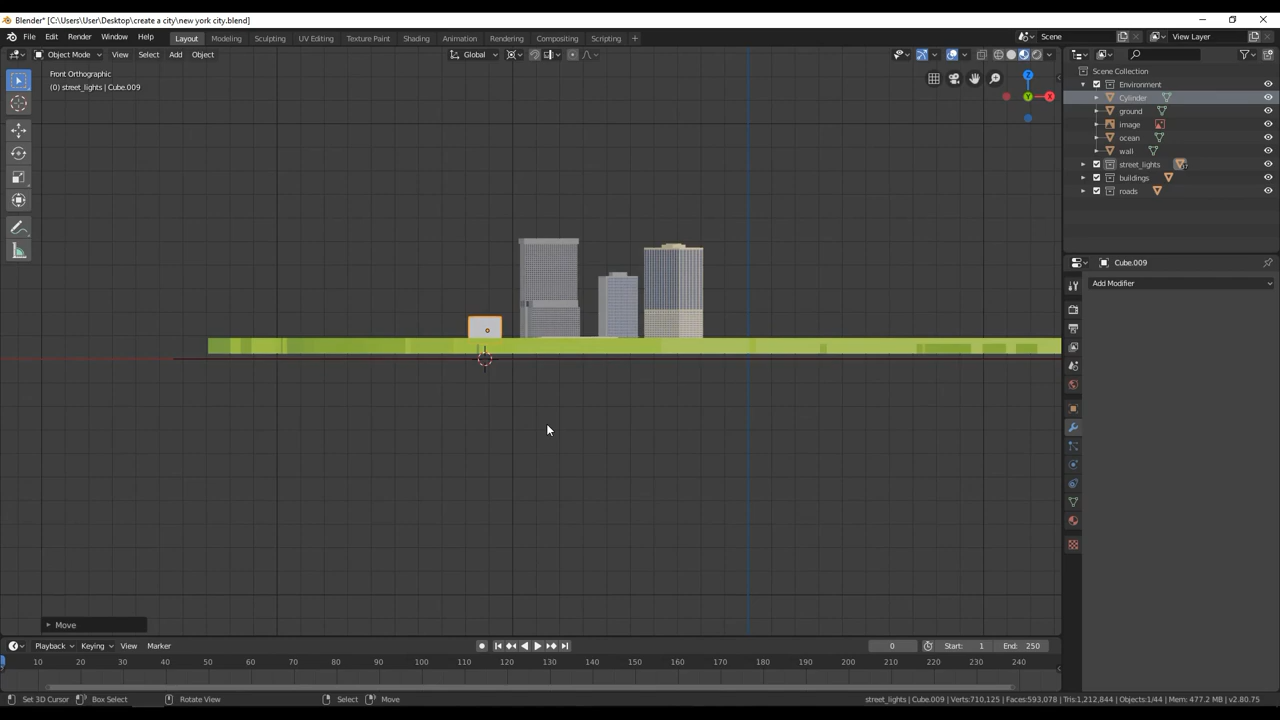 Blender* [C:\Users\User\Desktop\create a city\new york city.blend]
File Edit Render Window Help Layout Modeling Sculpting UV Editing Texture Paint Shading Animation Rendering Compositing Scripting + Scene View Layer
Object Mode View Select Add Object Global
Front Orthographic
(0) street_lights | Cube.009
Z
Y
X
Scene Collection
Environment
Cylinder
ground
image
ocean
wall
street_lights
buildings
roads
Cube.009
Add Modifier
Move
Playback Keying View Marker 0 Start: 1 End: 250
10 20 30 40 50 60 70 80 90 100 110 120 130 140 150 160 170 180 190 200 210 220 230 240
Set 3D Cursor Box Select Rotate View Select Move street_lights | Cube.009 | Verts:710,125 | Faces:593,078 | Tris:1,212,844 | Objects:1/44 | Mem: 477.2 MB | v2.80.75